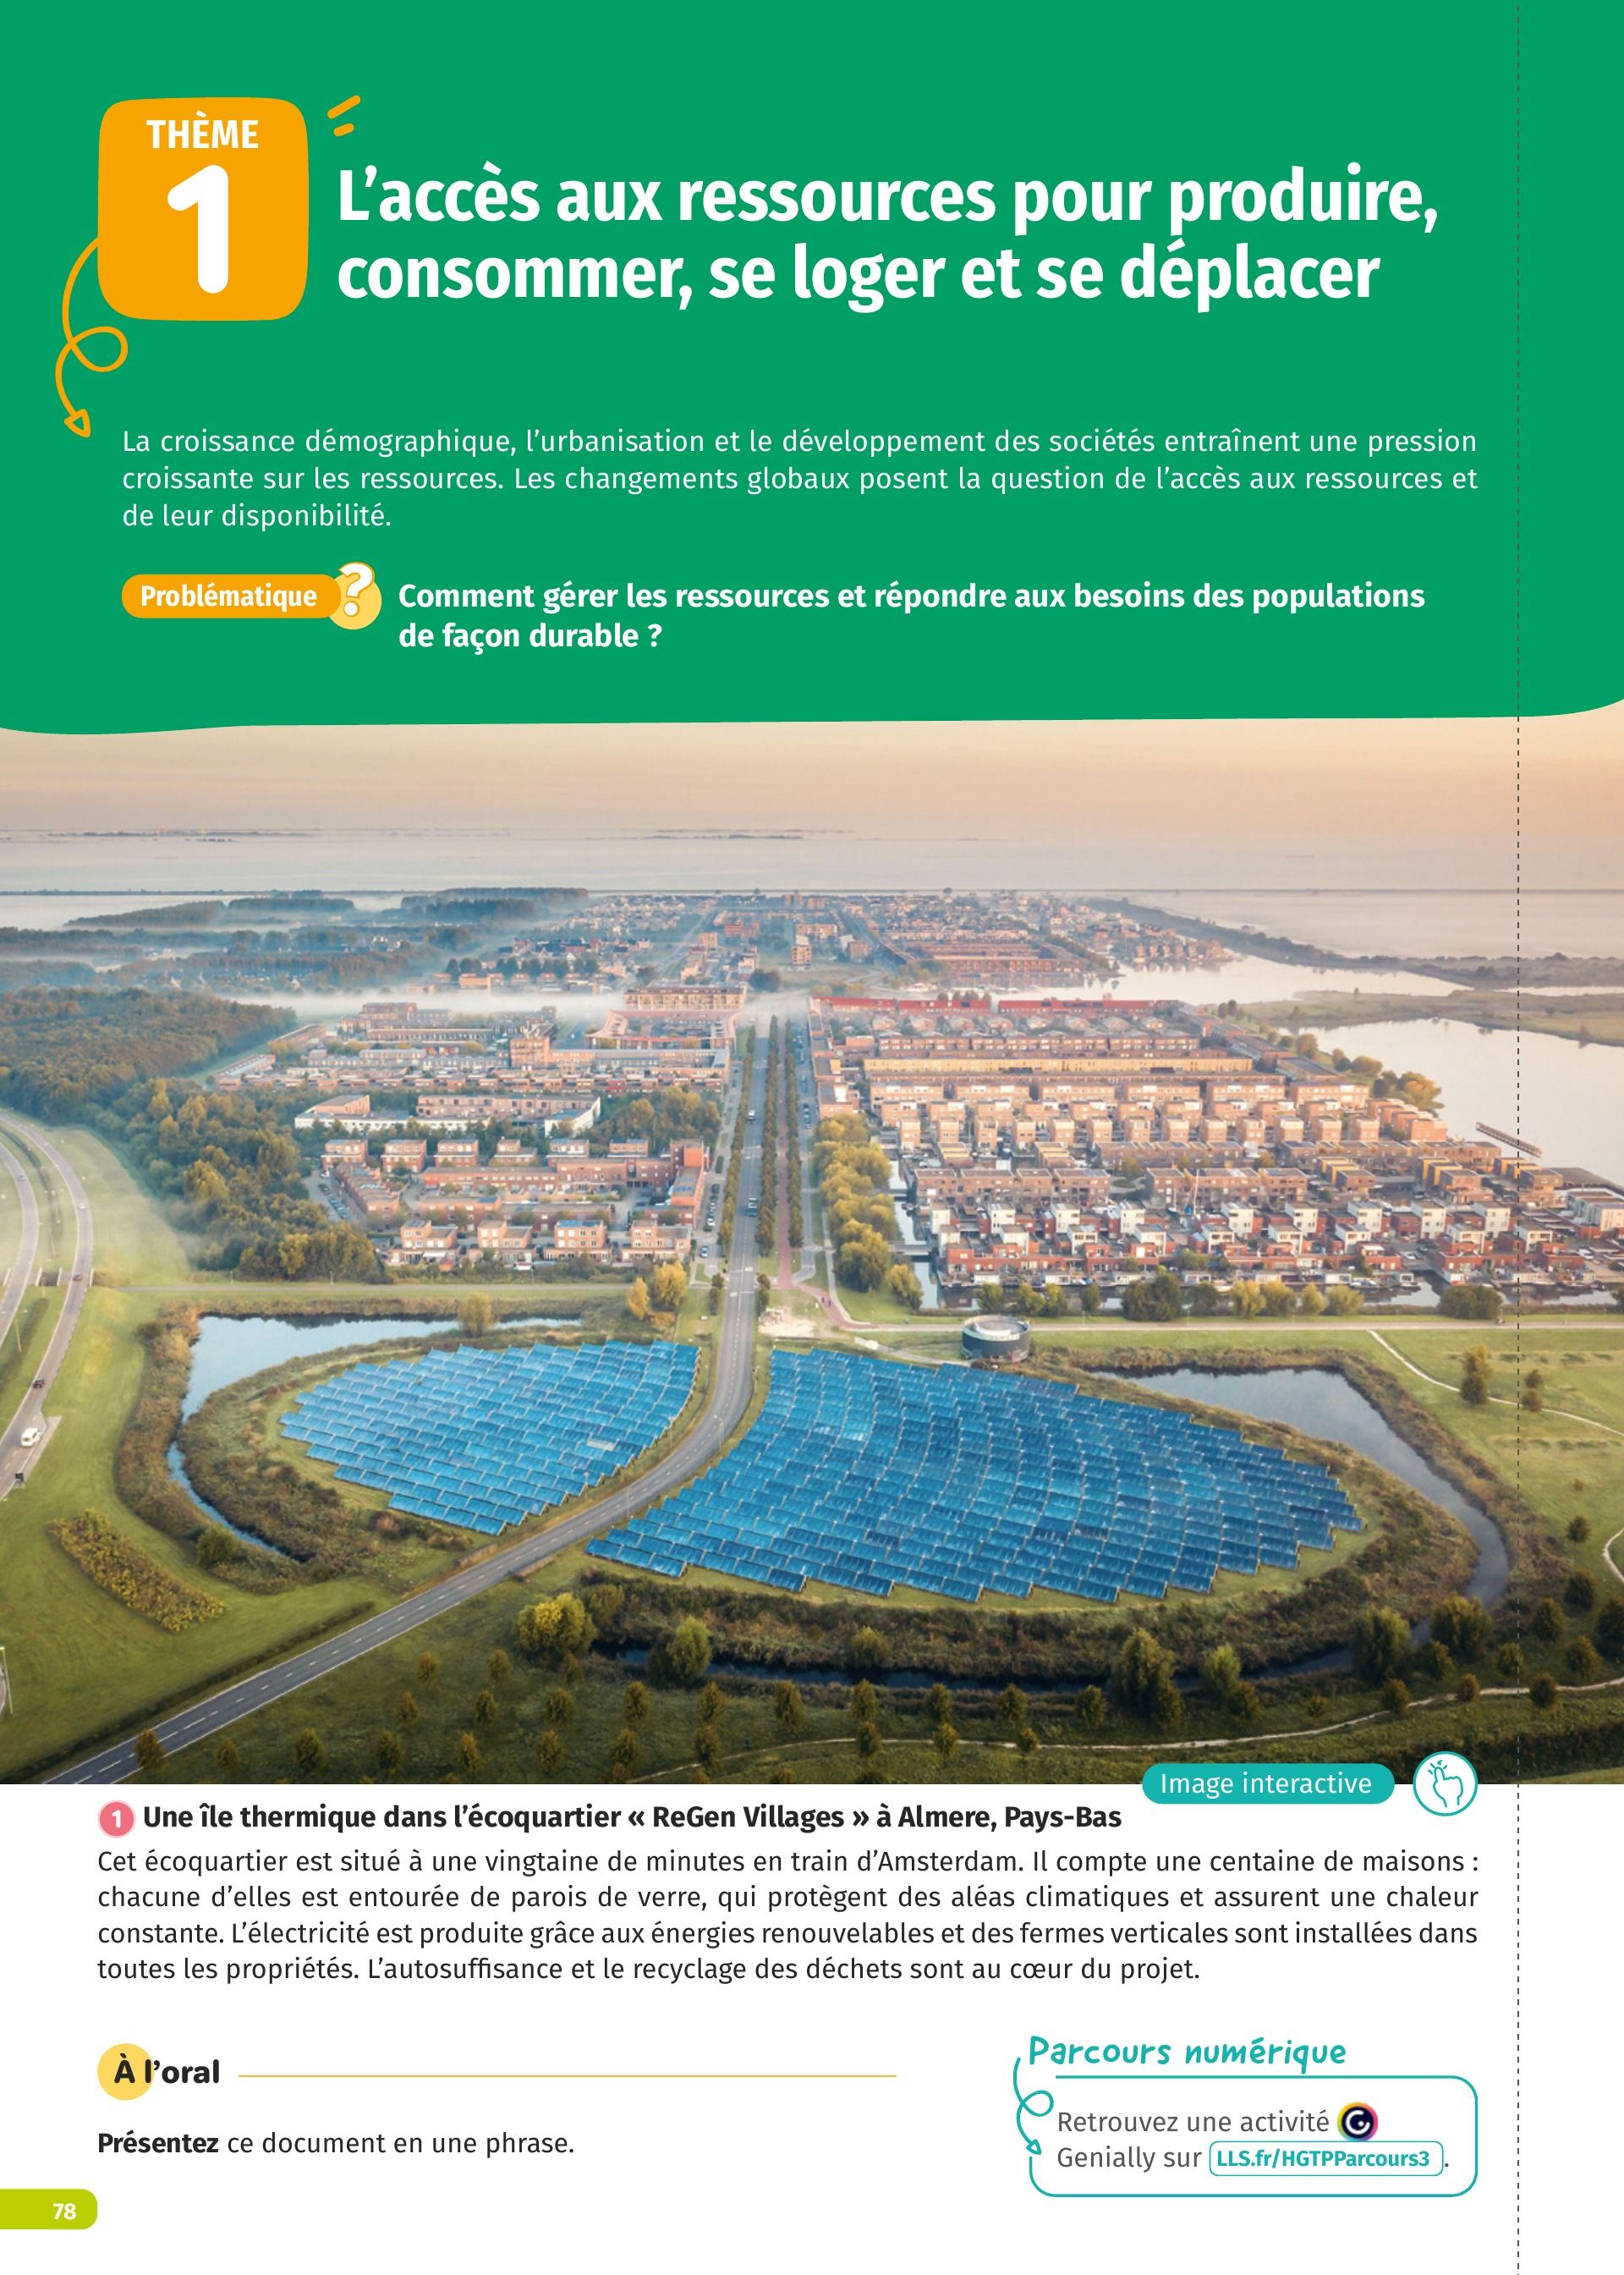 THÈME
1
L’accès aux ressources pour produire,
consommer, se loger et se déplacer
La croissance démographique, l’urbanisation et le développement des sociétés entraînent une pression
croissante sur les ressources. Les changements globaux posent la question de l’accès aux ressources et
de leur disponibilité.
Problématique ?
Comment gérer les ressources et répondre aux besoins des populations
de façon durable ?
Image interactive
1 Une île thermique dans l’écoquartier « ReGen Villages » à Almere, Pays-Bas
Cet écoquartier est situé à une vingtaine de minutes en train d’Amsterdam. Il compte une centaine de maisons :
chacune d’elles est entourée de parois de verre, qui protègent des aléas climatiques et assurent une chaleur
constante. L’électricité est produite grâce aux énergies renouvelables et des fermes verticales sont installées dans
toutes les propriétés. L’autosuffisance et le recyclage des déchets sont au cœur du projet.
À l’oral
Présentez ce document en une phrase.
Parcours numérique
Retrouvez une activité
Genially sur LLS.fr/HGTPParcours3.
78